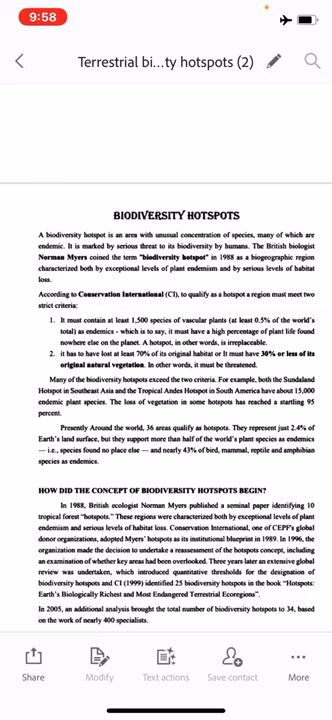 9:58
Terrestrial bi...ty hotspots (2)
BIODIVERSITY HOTSPOTS
A biodiversity hotspot is an area with unusual concentration of species, many of which are
endemic. It is marked by serious threat to its biodiversity by humans. The British biologist
Norman Myers coined the term "biodiversity hotspot" in 1988 as a biogeographic region
characterized both by exceptional levels of plant endemism and by serious levels of habitat
loss.
According to Conservation International (CI), to qualify as a hotspot a region must meet two
strict criteria:
1. It must contain at least 1,500 species of vascular plants (at least 0.5% of the world's
total) as endemics - which is to say, it must have a high percentage of plant life found
nowhere else on the planet. A hotspot, in other words, is irreplaceable.
2. it has to have lost at least 70% of its original habitat or It must have 30% or less of its
original natural vegetation. In other words, it must be threatened.
Many of the biodiversity hotspots exceed the two criteria. For example, both the Sundaland
Hotspot in Southeast Asia and the Tropical Andes Hotspot in South America have about 15,000
endemic plant species. The loss of vegetation in some hotspots has reached a startling 95
percent.
Presently Around the world, 36 areas qualify as hotspots. They represent just 2.4% of
Earth's land surface, but they support more than half of the world's plant species as endemics
— i.e., species found no place else — and nearly 43% of bird, mammal, reptile and amphibian
species as endemics.
HOW DID THE CONCEPT OF BIODIVERSITY HOTSPOTS BEGIN?
In 1988, British ecologist Norman Myers published a seminal paper identifying 10
tropical forest "hotspots." These regions were characterized both by exceptional levels of plant
endemism and serious levels of habitat loss. Conservation International, one of CEPF's global
donor organizations, adopted Myers' hotspots as its institutional blueprint in 1989. In 1996, the
organization made the decision to undertake a reassessment of the hotspots concept, including
an examination of whether key areas had been overlooked. Three years later an extensive global
review was undertaken, which introduced quantitative thresholds for the designation of
biodiversity hotspots and CI (1999) identified 25 biodiversity hotspots in the book "Hotspots:
Earth's Biologically Richest and Most Endangered Terrestrial Ecoregions".
In 2005, an additional analysis brought the total number of biodiversity hotspots to 34, based
on the work of nearly 400 specialists.
Share
Modify
Text actions
Save contact
More